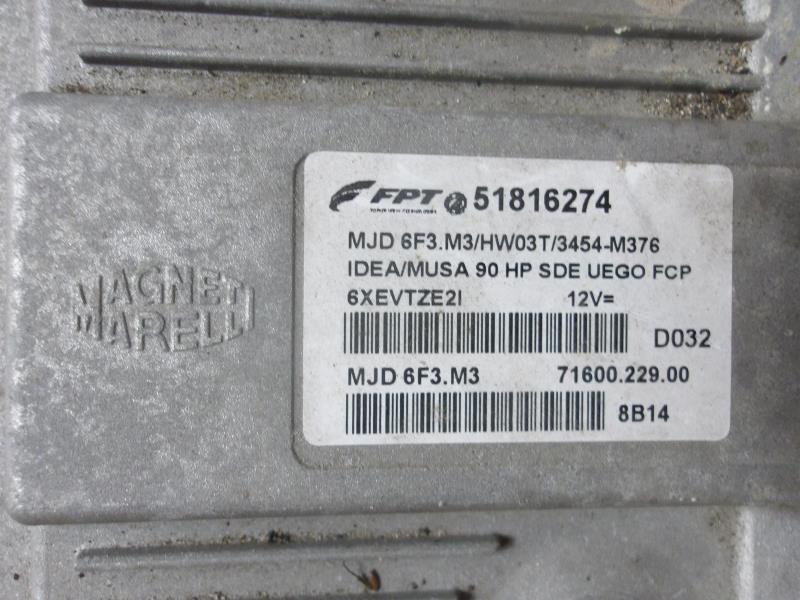 MAGNETI
MARELLI
FPT 51816274
MJD 6F3.M3/HW03T/3454-M376
IDEA/MUSA 90 HP SDE UEGO FCP
6XEVTZE2I 12V=
D032
MJD 6F3.M3 71600.229.00
8B14